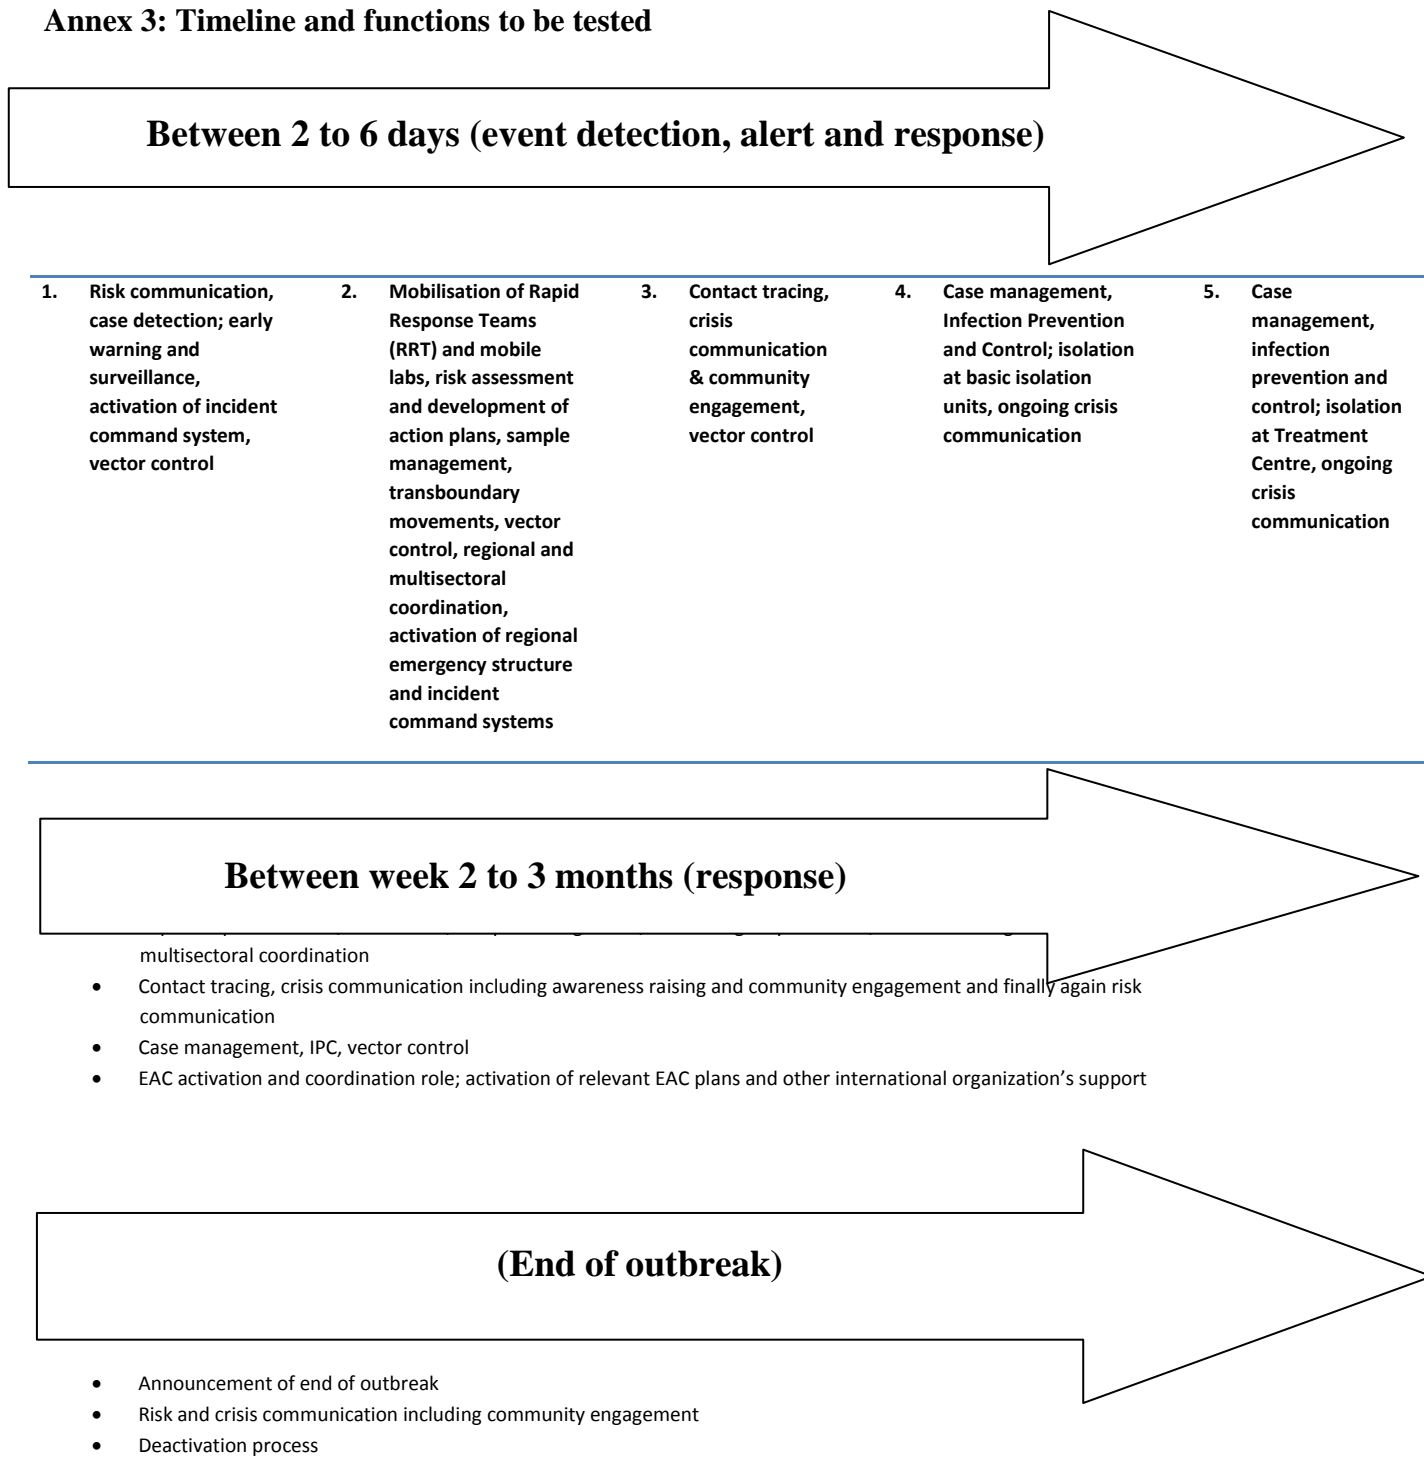 Annex 3: Timeline and functions to be tested
Between 2 to 6 days (event detection, alert and response)
1. Risk communication,
case detection; early
warning and
surveillance,
activation of incident
command system,
vector control
2. Mobilisation of Rapid
Response Teams
(RRT) and mobile
labs, risk assessment
and development of
action plans, sample
management,
transboundary
movements, vector
control, regional and
multisectoral
coordination,
activation of regional
emergency structure
and incident
command systems
3. Contact tracing,
crisis
communication
& community
engagement,
vector control
4. Case management,
Infection Prevention
and Control; isolation
at basic isolation
units, ongoing crisis
communication
5. Case
management,
infection
prevention and
control; isolation
at Treatment
Centre, ongoing
crisis
communication
Between week 2 to 3 months (response)
multisectoral coordination
• Contact tracing, crisis communication including awareness raising and community engagement and finally again risk
communication
• Case management, IPC, vector control
• EAC activation and coordination role; activation of relevant EAC plans and other international organization’s support
(End of outbreak)
• Announcement of end of outbreak
• Risk and crisis communication including community engagement
• Deactivation process